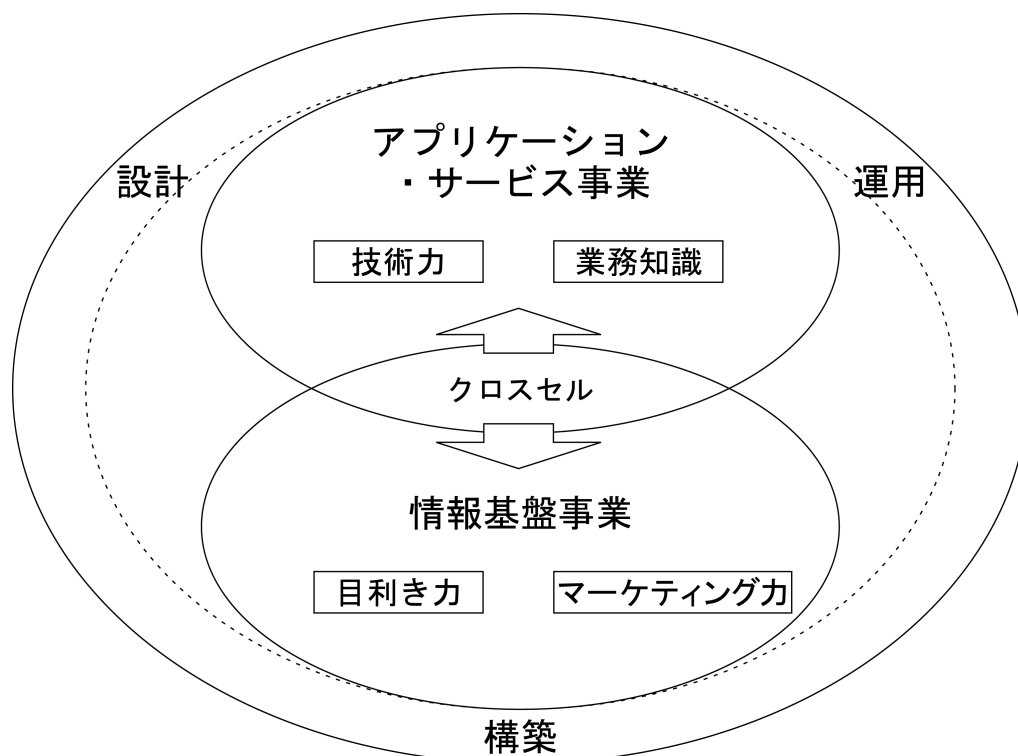 アプリケーション
・サービス事業
設計
運用
技術力
業務知識
クロスセル
情報基盤事業
目利き力
マーケティング力
構築